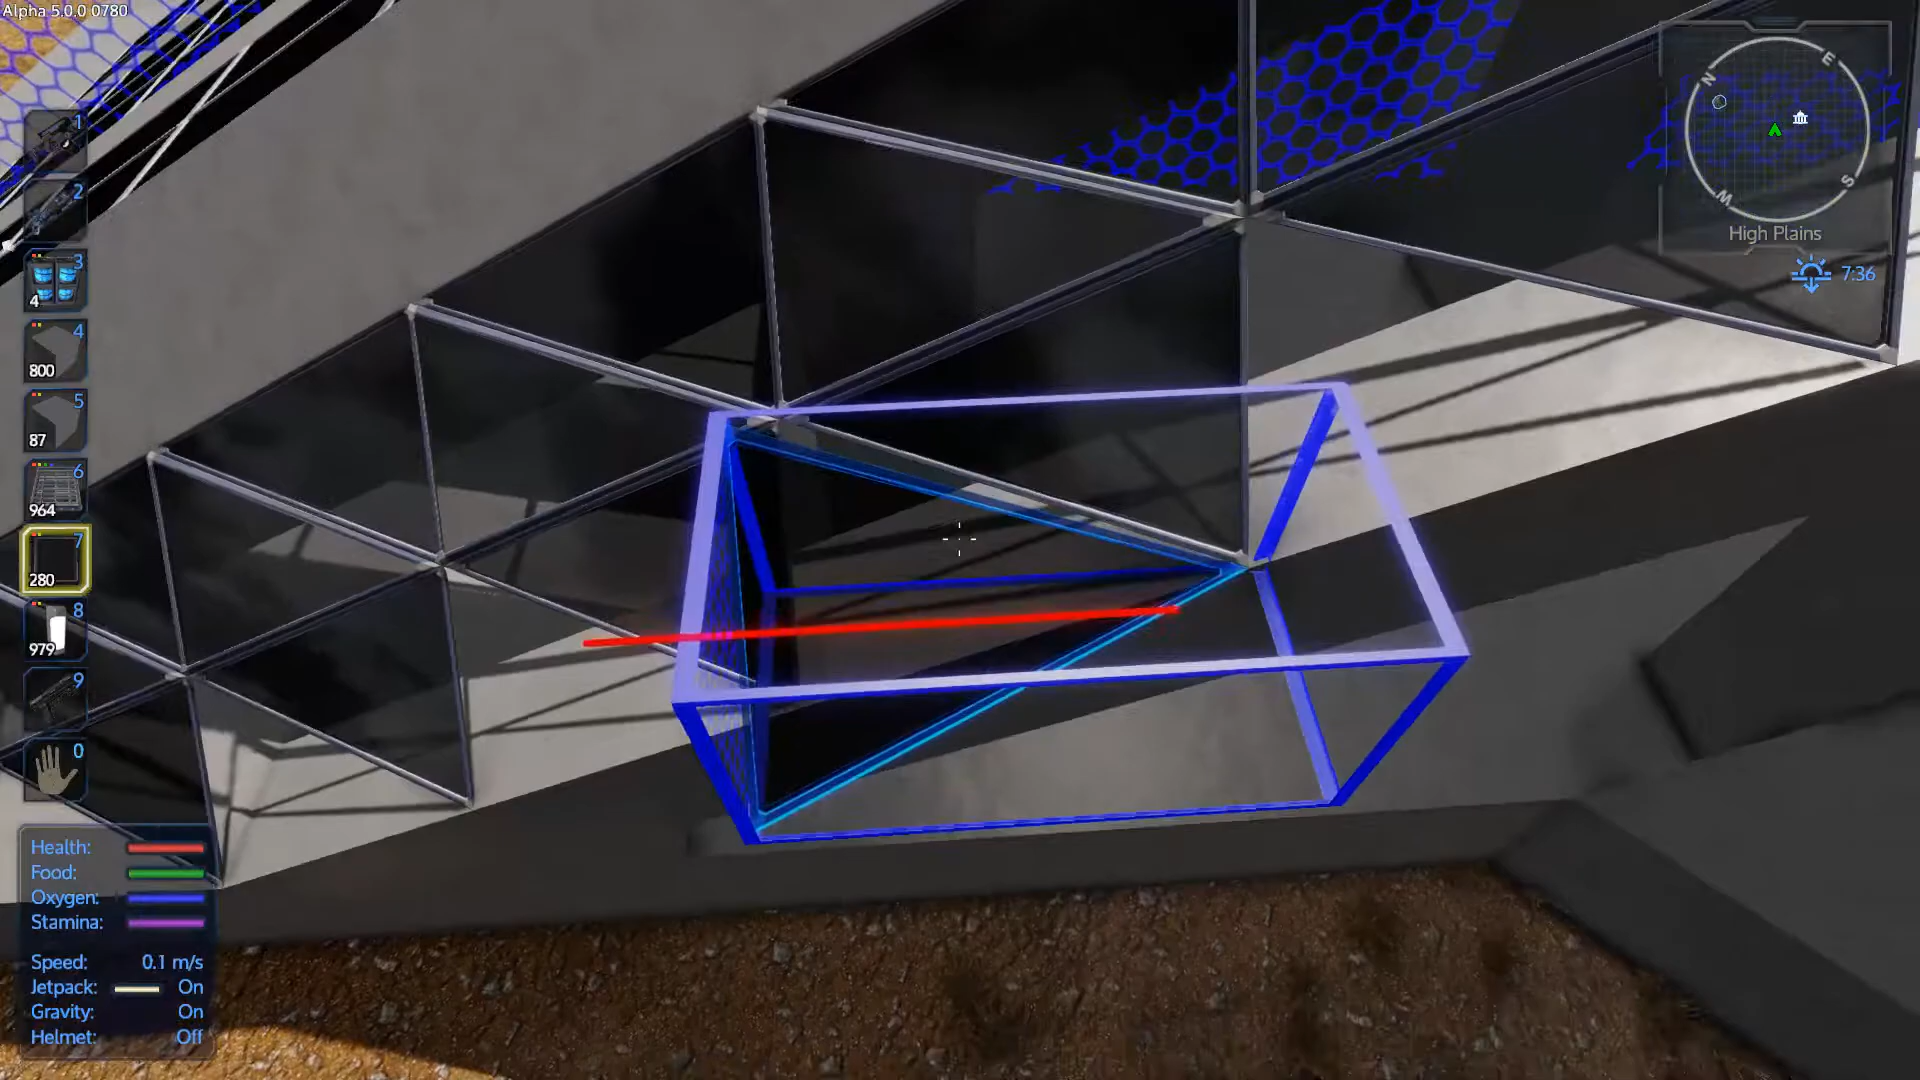 Alpha 5.0.0 0780
N
E
S
W
High Plains
7:36
1
2
3
4
4
800
5
87
6
964
7
280
8
979
9
0
Health:
Food:
Oxygen:
Stamina:
Speed: 0.1 m/s
Jetpack: On
Gravity: On
Helmet: Off